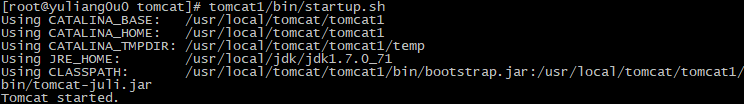 [root@yuliang0u0 tomcat]# tomcat1/bin/startup.sh
Using CATALINA_BASE:   /usr/local/tomcat/tomcat1
Using CATALINA_HOME:   /usr/local/tomcat/tomcat1
Using CATALINA_TMPDIR: /usr/local/tomcat/tomcat1/temp
Using JRE_HOME:        /usr/local/jdk/jdk1.7.0_71
Using CLASSPATH:       /usr/local/tomcat/tomcat1/bin/bootstrap.jar:/usr/local/tomcat/tomcat1/
bin/tomcat-juli.jar
Tomcat started.